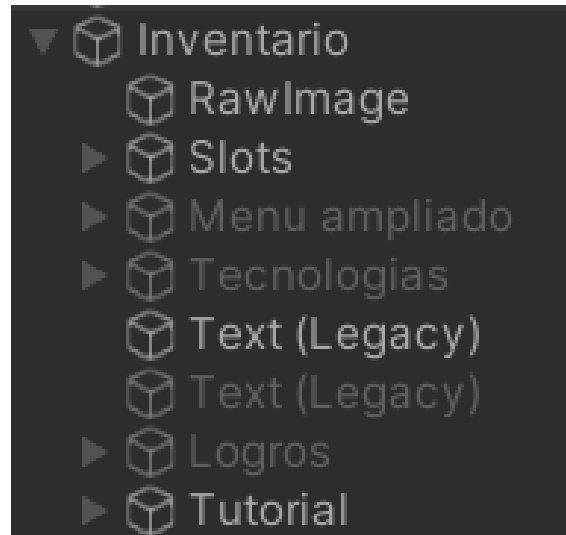 Inventario
RawImage
Slots
Menu ampliado
Tecnologias
Text (Legacy)
Text (Legacy)
Logros
Tutorial